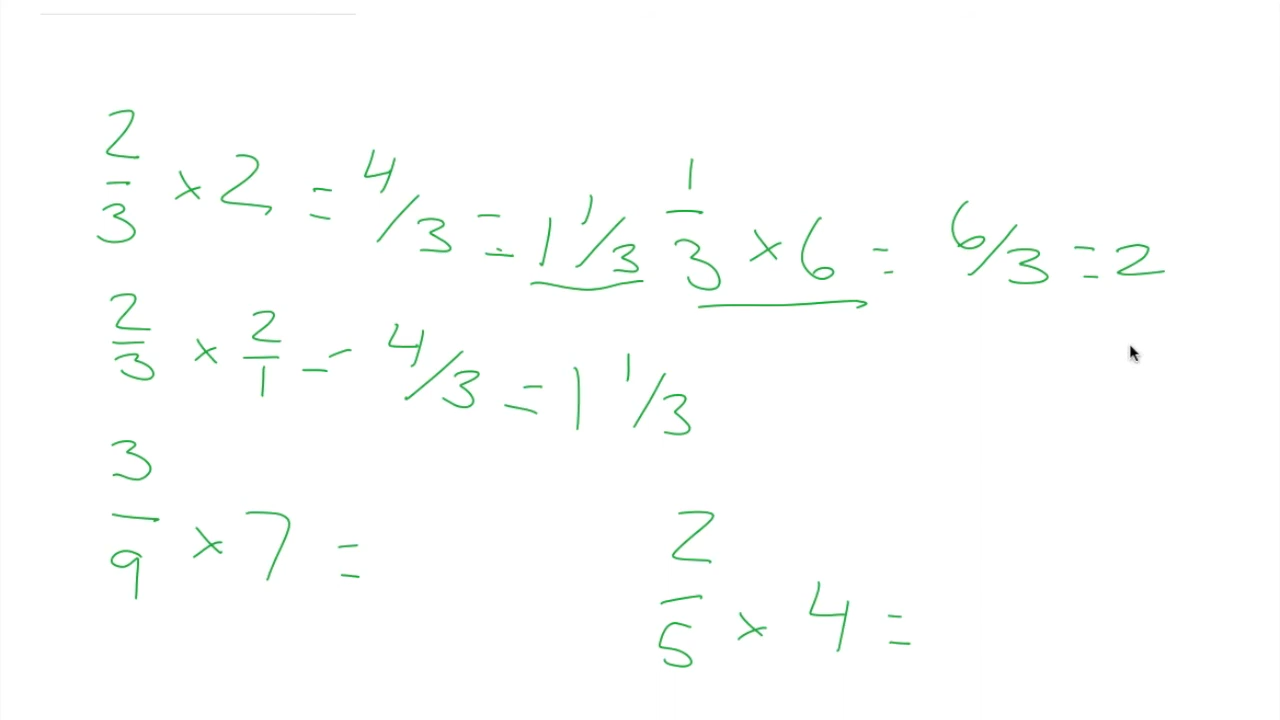 2/3 × 2 = 4/3 = 1 1/3
1/3 × 6 = 6/3 = 2
2/3 × 2/1 = 4/3 = 1 1/3
3/9 × 7 =
2/5 × 4 =